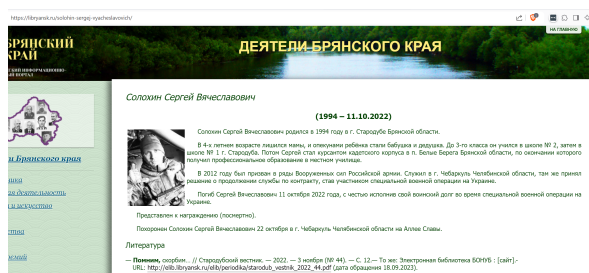 https://libryansk.ru/solohin-sergej-vyacheslavovich/
НА ГЛАВНУЮ
БРЯНСКИЙ
КРАЙ
ДЕЯТЕЛИ БРЯНСКОГО КРАЯ
Солохин Сергей Вячеславович
(1994 – 11.10.2022)
Солохин Сергей Вячеславович родился в 1994 году в г. Стародубе Брянской области.
В 4-х летнем возрасте лишился мамы, и опекунами ребёнка стали бабушка и дедушка. До 3-го класса он учился в школе № 2, затем в
школе № 1 г. Стародуба. Потом Сергей стал курсантом кадетского корпуса в п. Белые Берега Брянской области, по окончании которого
получил профессиональное образование в местном училище.
В 2012 году был призван в ряды Вооруженных сил Российской армии. Служил в г. Чебаркуль Челябинской области, там же принял
решение о продолжении службы по контракту, став участником специальной военной операции на Украине.
Погиб Сергей Вячеславович 11 октября 2022 года, с честью исполнив свой воинский долг во время специальной военной операции на
Украине.
Представлен к награждению (посмертно).
Похоронен Солохин Сергей Вячеславович 22 октября в г. Чебаркуль Челябинской области на Аллее Славы.
Литература
— Помним, скорбим… // Стародубский вестник. — 2022. — 3 ноября (№ 44). — С. 12.— То же: Электронная библиотека БОНУБ : [сайт].-
URL: http://elib.libryansk.ru/elib/periodika/starodub_vestnik_2022_44.pdf (дата обращения 18.09.2023).
и Брянского края
ая деятельность
а и искусство